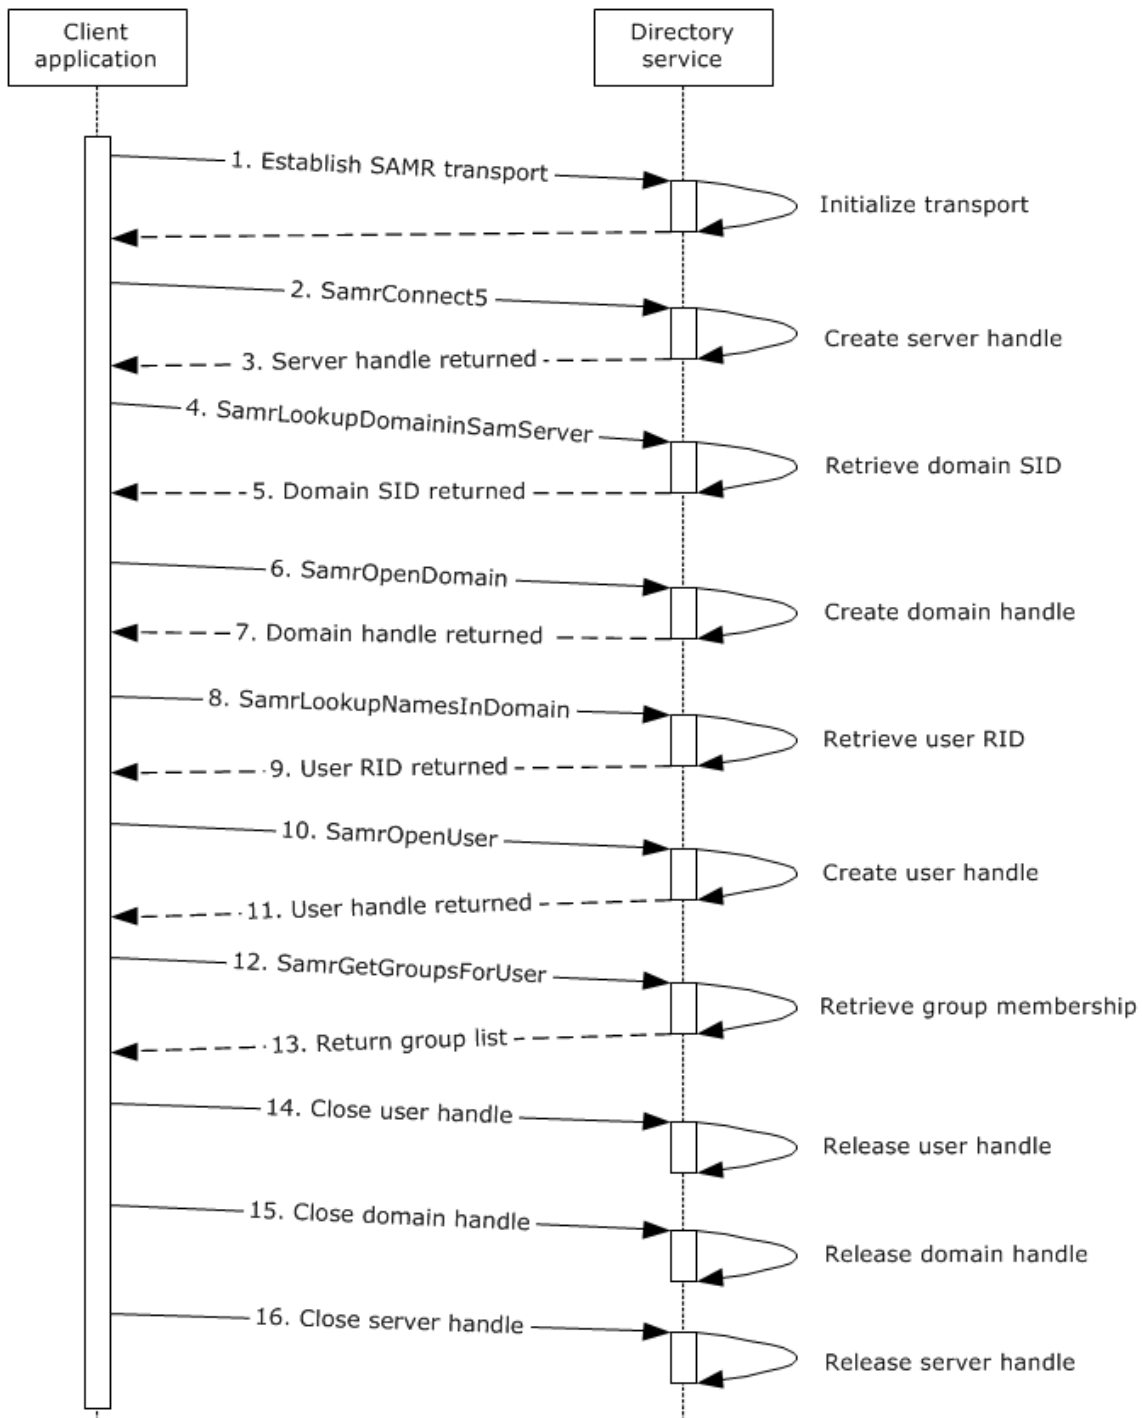 Client
application
Directory
service
1. Establish SAMR transport
Initialize transport
2. SamrConnect5
Create server handle
3. Server handle returned
4. SamrLookupDomaininSamServer
Retrieve domain SID
5. Domain SID returned
6. SamrOpenDomain
Create domain handle
7. Domain handle returned
8. SamrLookupNamesInDomain
Retrieve user RID
9. User RID returned
10. SamrOpenUser
Create user handle
11. User handle returned
12. SamrGetGroupsForUser
Retrieve group membership
13. Return group list
14. Close user handle
Release user handle
15. Close domain handle
Release domain handle
16. Close server handle
Release server handle